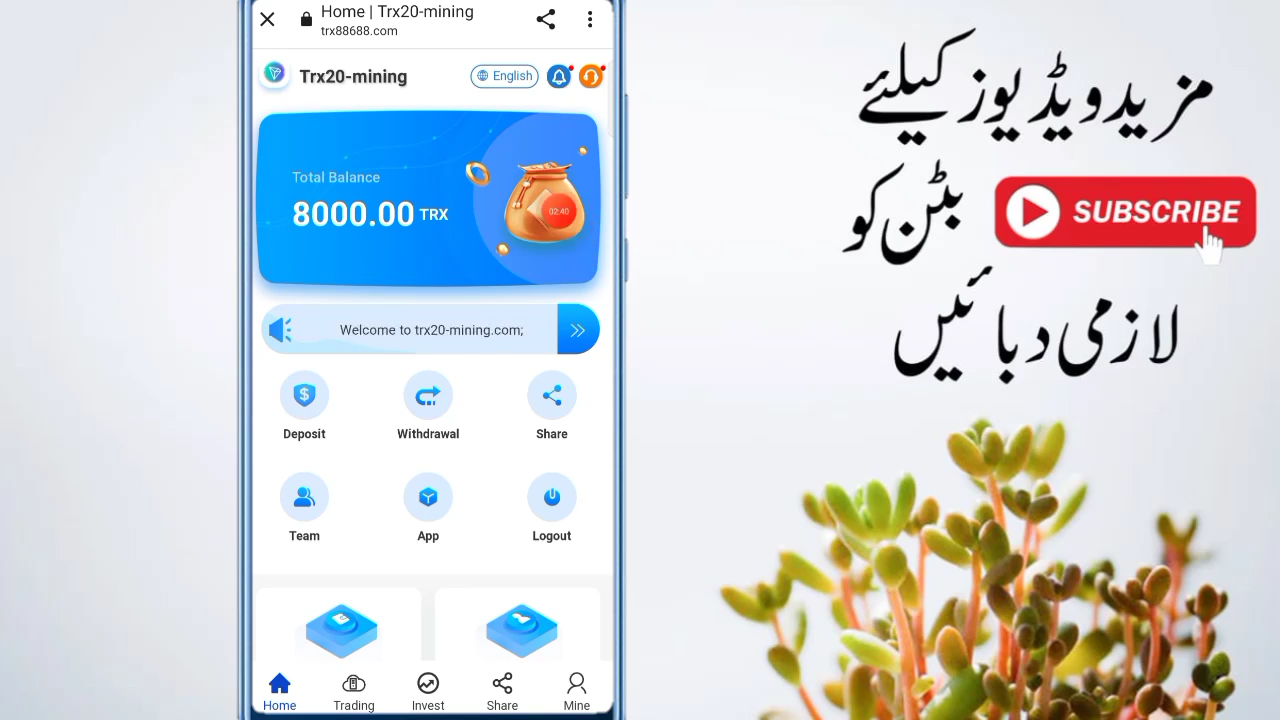 Home | Trx20-mining
trx88688.com
Trx20-mining
English
Total Balance
8000.00 TRX
02:40
Welcome to trx20-mining.com;
Deposit Withdrawal Share
Team App Logout
Home Trading Invest Share Mine
مزید ویڈیوز کیلئے
SUBSCRIBE بٹن کو
لازمی دبائیں